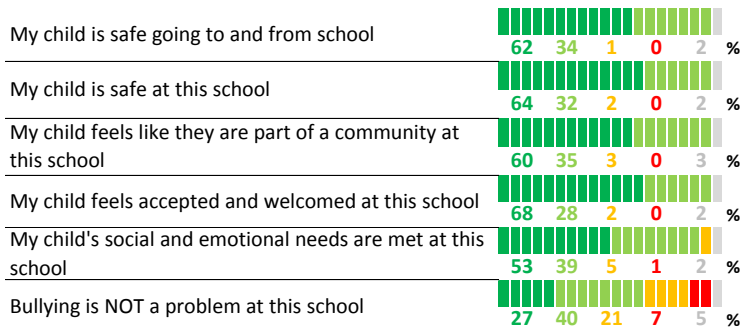 My child is safe going to and from school
62 34 1 0 2 %
My child is safe at this school
64 32 2 0 2 %
My child feels like they are part of a community at
this school
60 35 3 0 3 %
My child feels accepted and welcomed at this school
68 28 2 0 2 %
My child's social and emotional needs are met at this
school
53 39 5 1 2 %
Bullying is NOT a problem at this school
27 40 21 7 5 %